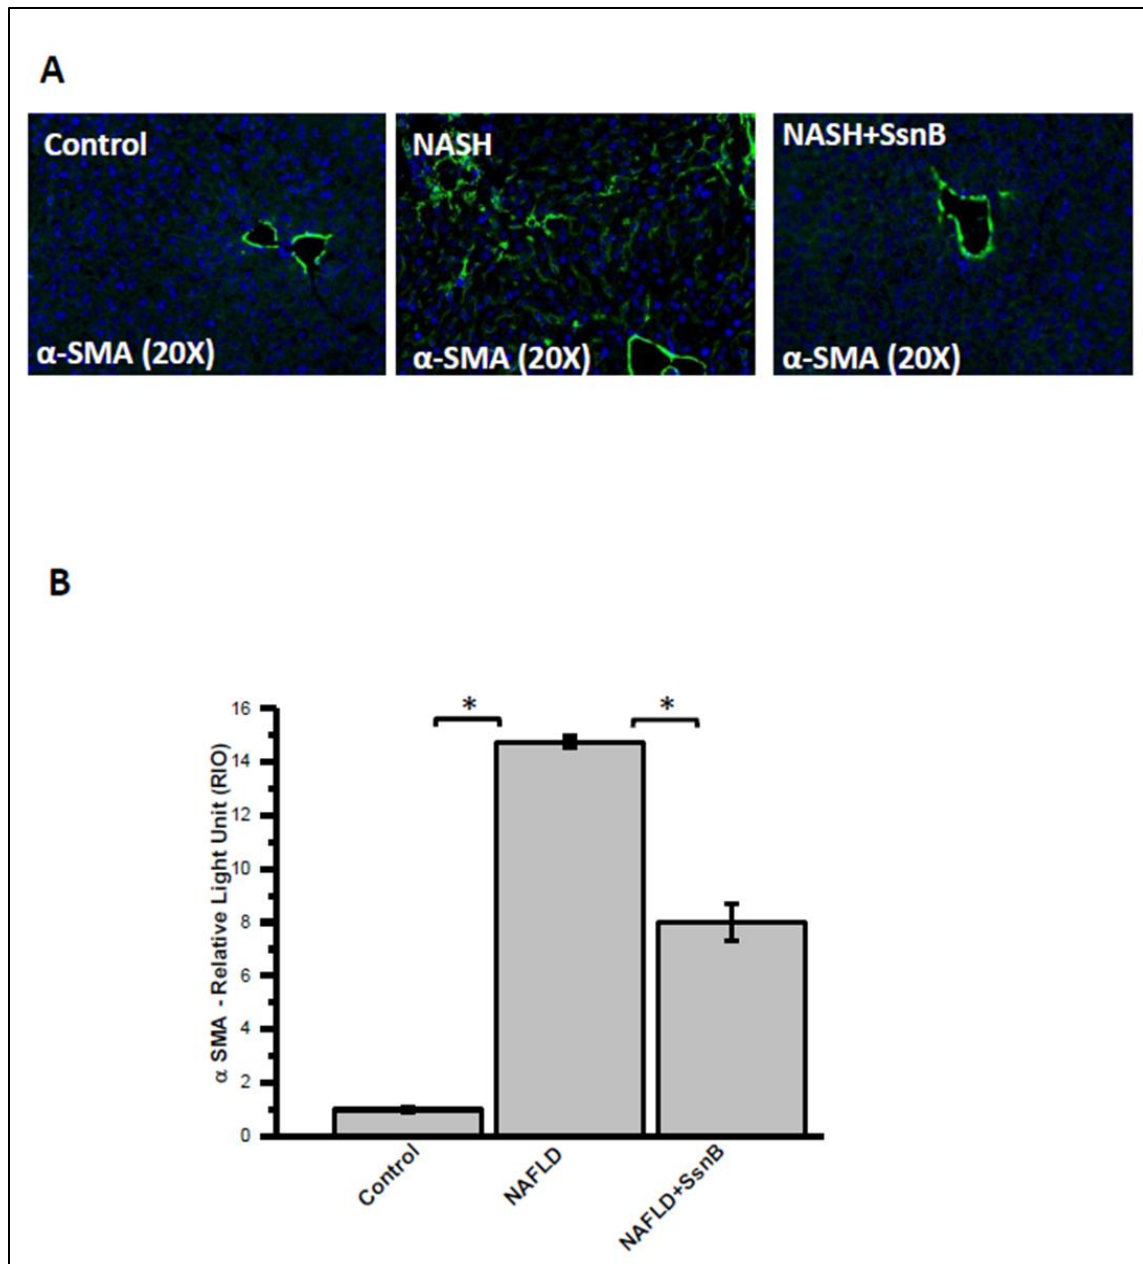 A
Control
NASH
NASH+SsnB
α-SMA (20X)
α-SMA (20X)
α-SMA (20X)
B
* *
16
14
12
10
8
6
4
2
0
α SMA - Relative Light Unit (RIO)
Control
NAFLD
NAFLD+SsnB